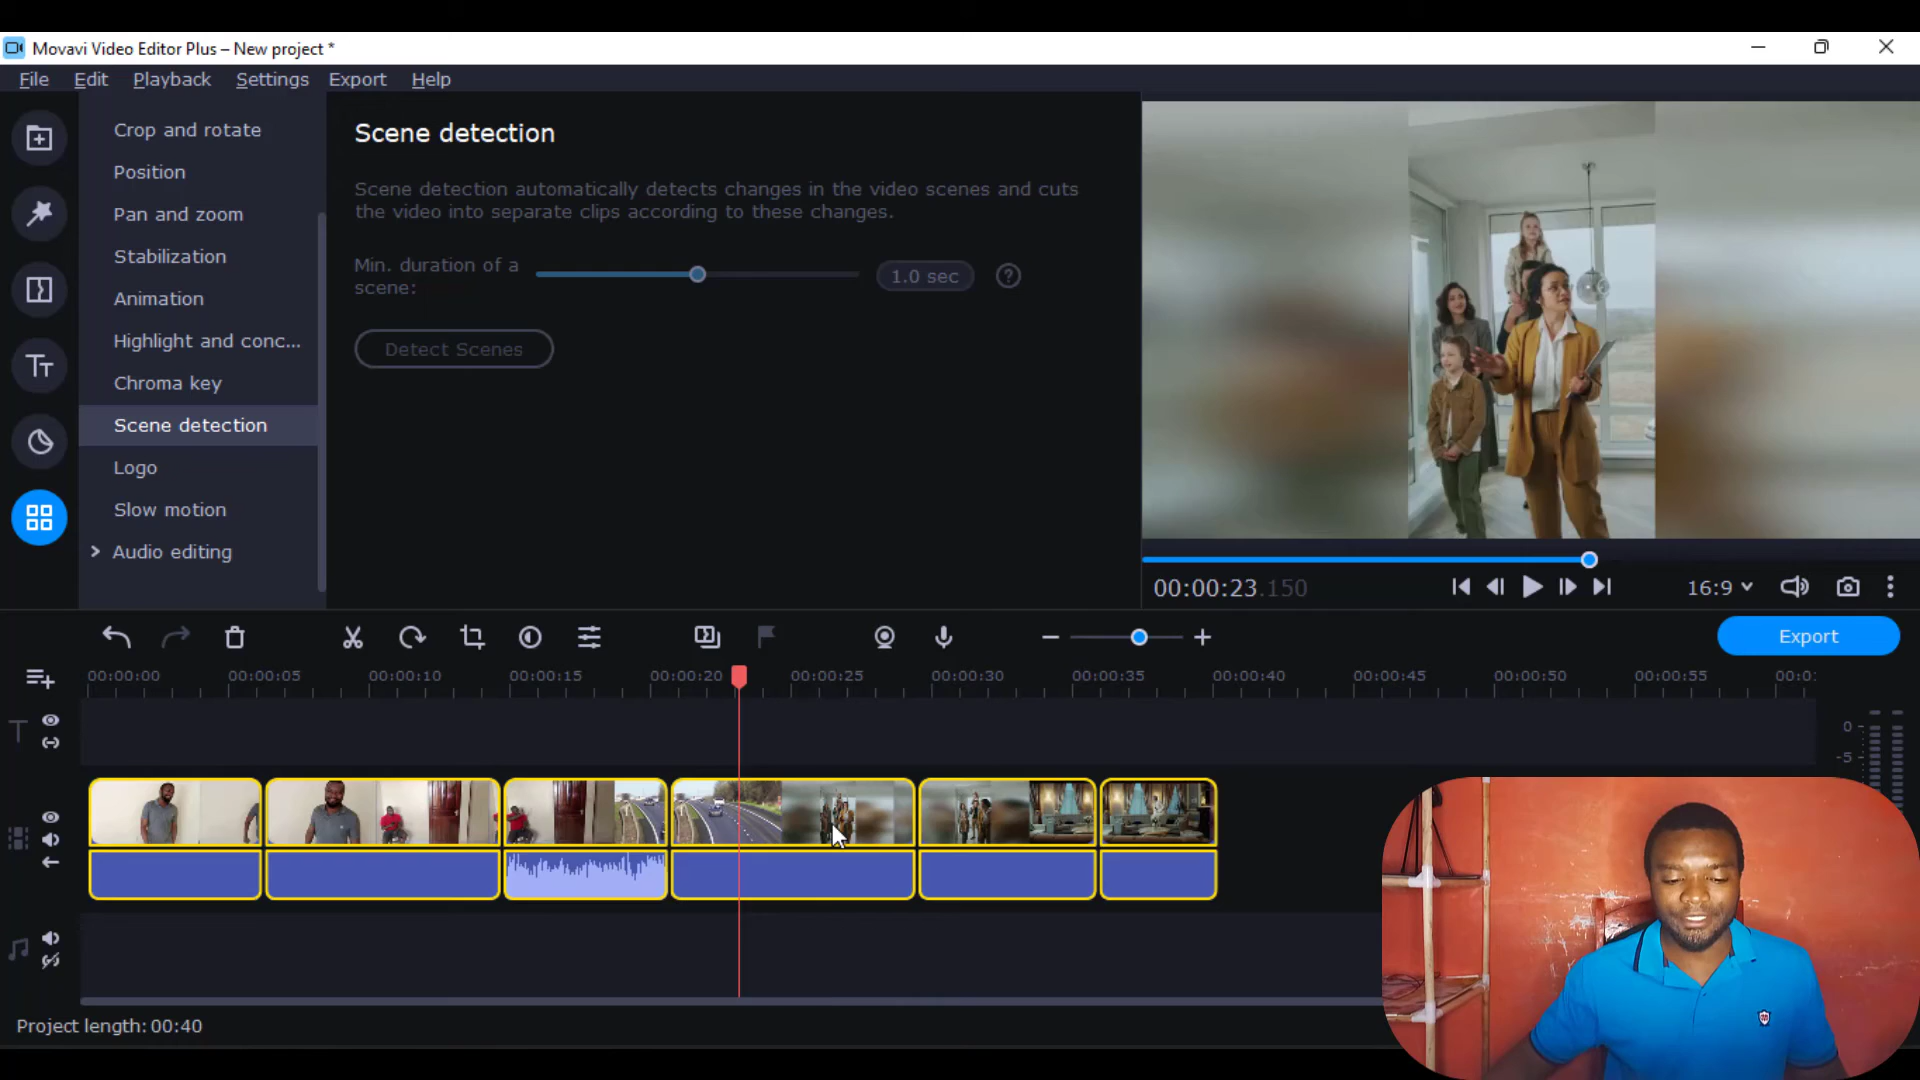 Movavi Video Editor Plus – New project *
File Edit Playback Settings Export Help
Crop and rotate
Position
Pan and zoom
Stabilization
Animation
Highlight and conc...
Chroma key
Scene detection
Logo
Slow motion
Audio editing
Scene detection
Scene detection automatically detects changes in the video scenes and cuts
the video into separate clips according to these changes.
Min. duration of a
scene:
1.0 sec
?
Detect Scenes
00:00:23.150
16:9
Export
00:00:00 00:00:05 00:00:10 00:00:15 00:00:20 00:00:25 00:00:30 00:00:35 00:00:40 00:00:45 00:00:50 00:00:55 00:0:
0
-5
Project length: 00:40